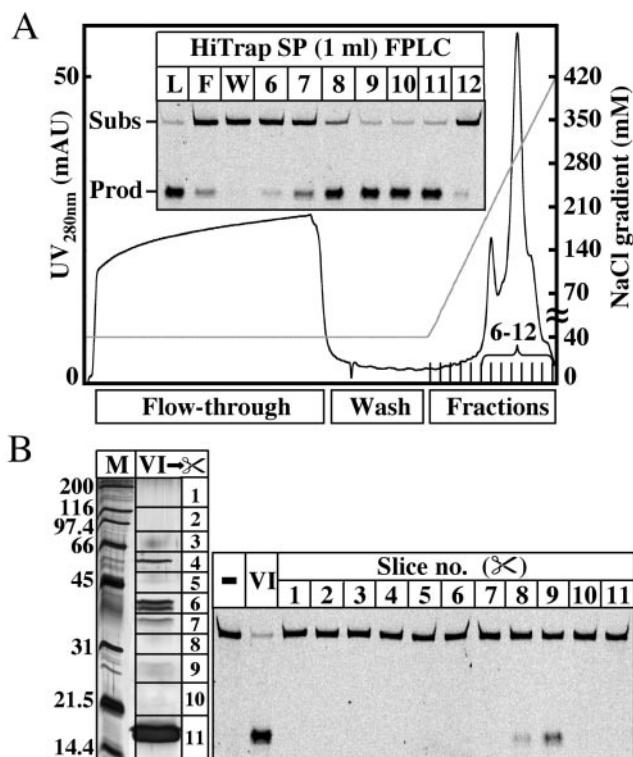 A
HiTrap SP (1 ml) FPLC
L F W 6 7 8 9 10 11 12
Subs
Prod
UV280nm (mAU)
50
0
NaCl gradient (mM)
420
350
280
210
140
70
40
0
6-12
Flow-through Wash Fractions
B
M VI→✂
200
116
97.4
66
45
31
21.5
14.4
1
2
3
4
5
6
7
8
9
10
11
- VI
Slice no. (✂)
1 2 3 4 5 6 7 8 9 10 11